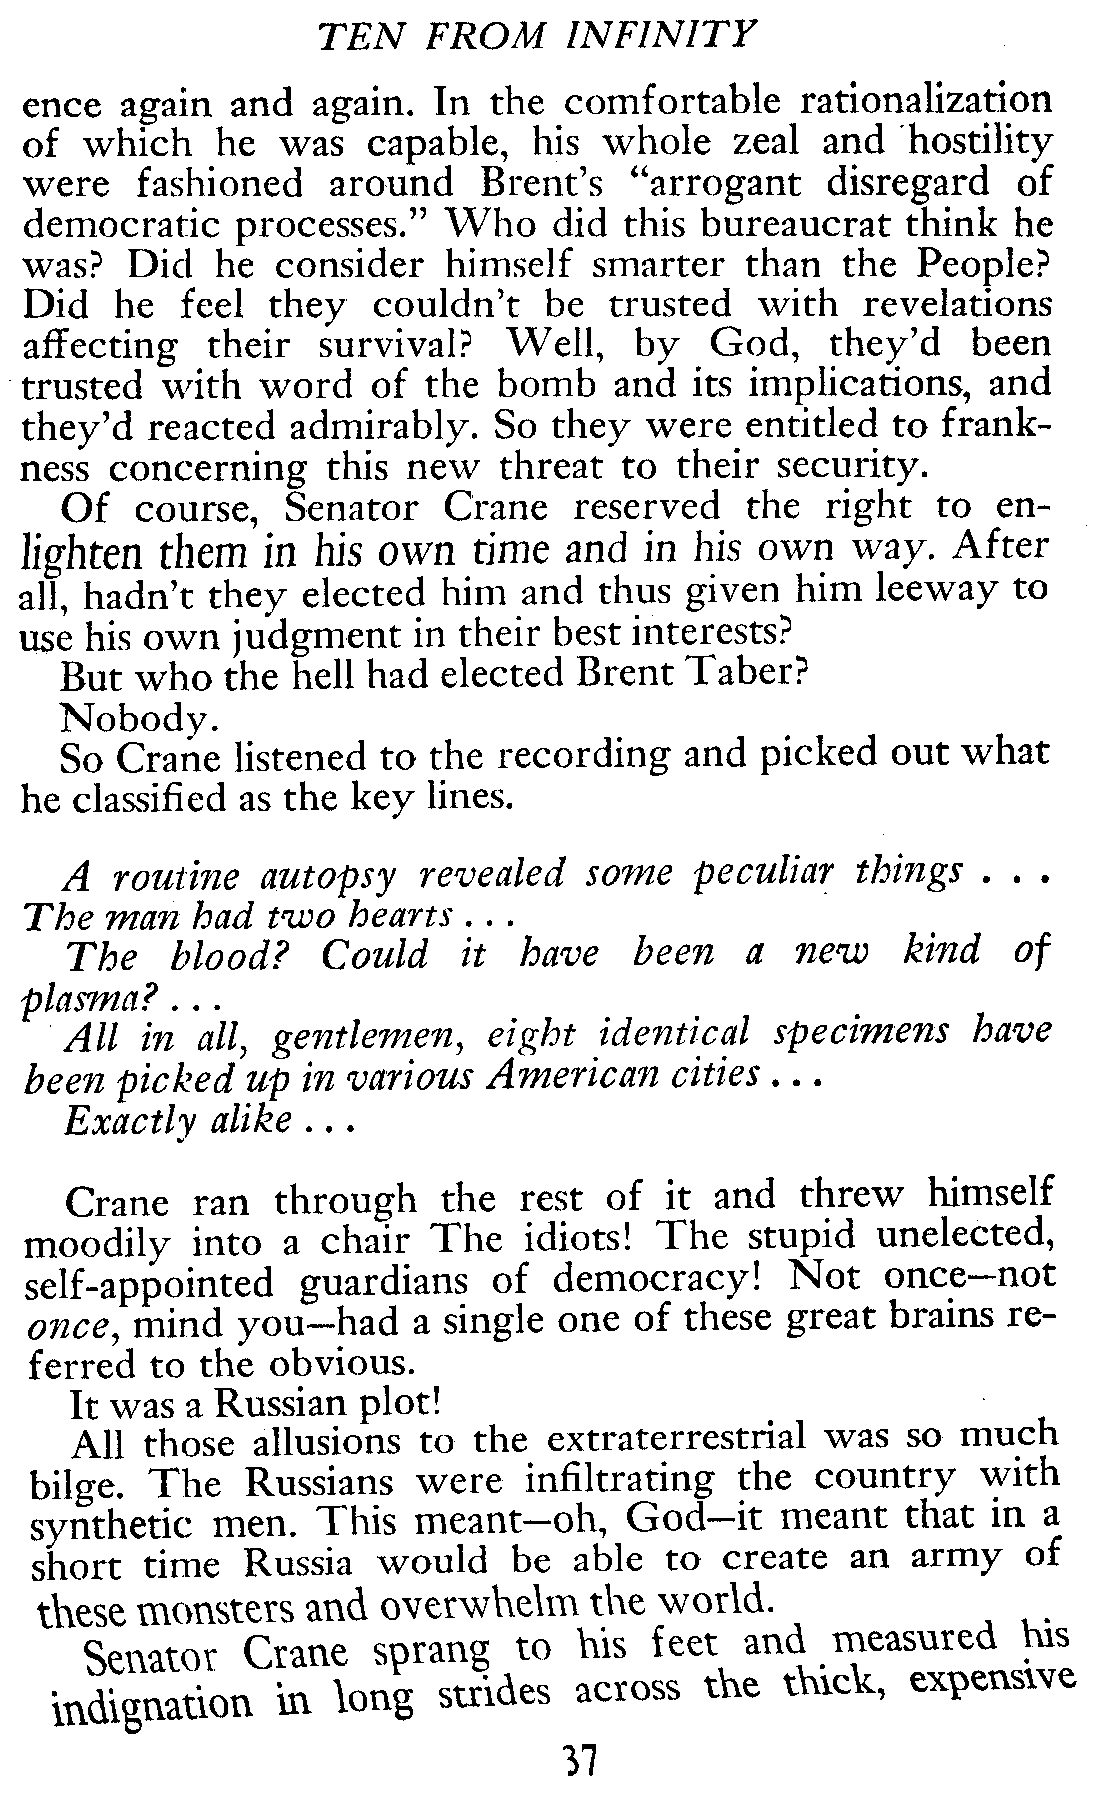 TEN FROM INFINITY
ence again and again. In the comfortable rationalization
of which he was capable, his whole zeal and hostility
were fashioned around Brent's “arrogant disregard of
democratic processes.” Who did this bureaucrat think he
was? Did he consider himself smarter than the People?
Did he feel they couldn't be trusted with revelations
affecting their survival? Well, by God, they'd been
trusted with word of the bomb and its implications, and
they'd reacted admirably. So they were entitled to frank-
ness concerning this new threat to their security.
Of course, Senator Crane reserved the right to en-
lighten them in his own time and in his own way. After
all, hadn't they elected him and thus given him leeway to
use his own judgment in their best interests?
But who the hell had elected Brent Taber?
Nobody.
So Crane listened to the recording and picked out what
he classified as the key lines.
A routine autopsy revealed some peculiar things . . .
The man had two hearts . . .
The blood? Could it have been a new kind of
plasma? . . .
All in all, gentlemen, eight identical specimens have
been picked up in various American cities . . .
Exactly alike . . .
Crane ran through the rest of it and threw himself
moodily into a chair The idiots! The stupid unelected,
self-appointed guardians of democracy! Not once—not
once, mind you—had a single one of these great brains re-
ferred to the obvious.
It was a Russian plot!
All those allusions to the extraterrestrial was so much
bilge. The Russians were infiltrating the country with
synthetic men. This meant—oh, God—it meant that in a
short time Russia would be able to create an army of
these monsters and overwhelm the world.
Senator Crane sprang to his feet and measured his
indignation in long strides across the thick, expensive
37